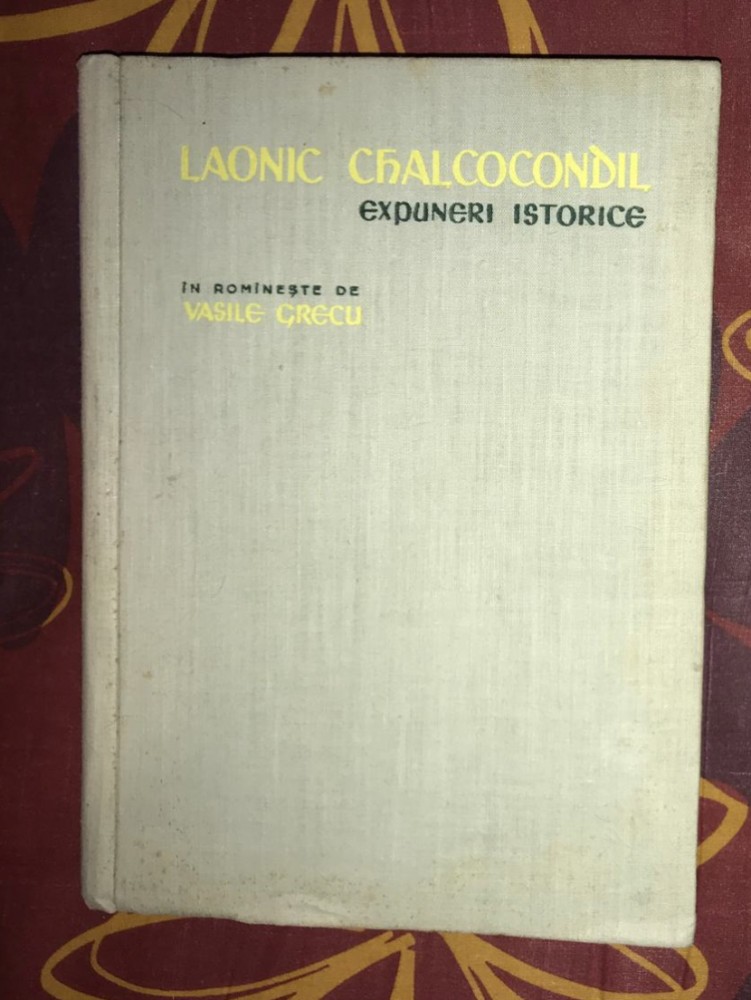 LAONIC CHALCOCONDIL
EXPUNERI ISTORICE
ÎN ROMÎNEȘTE DE
VASILE GRECU